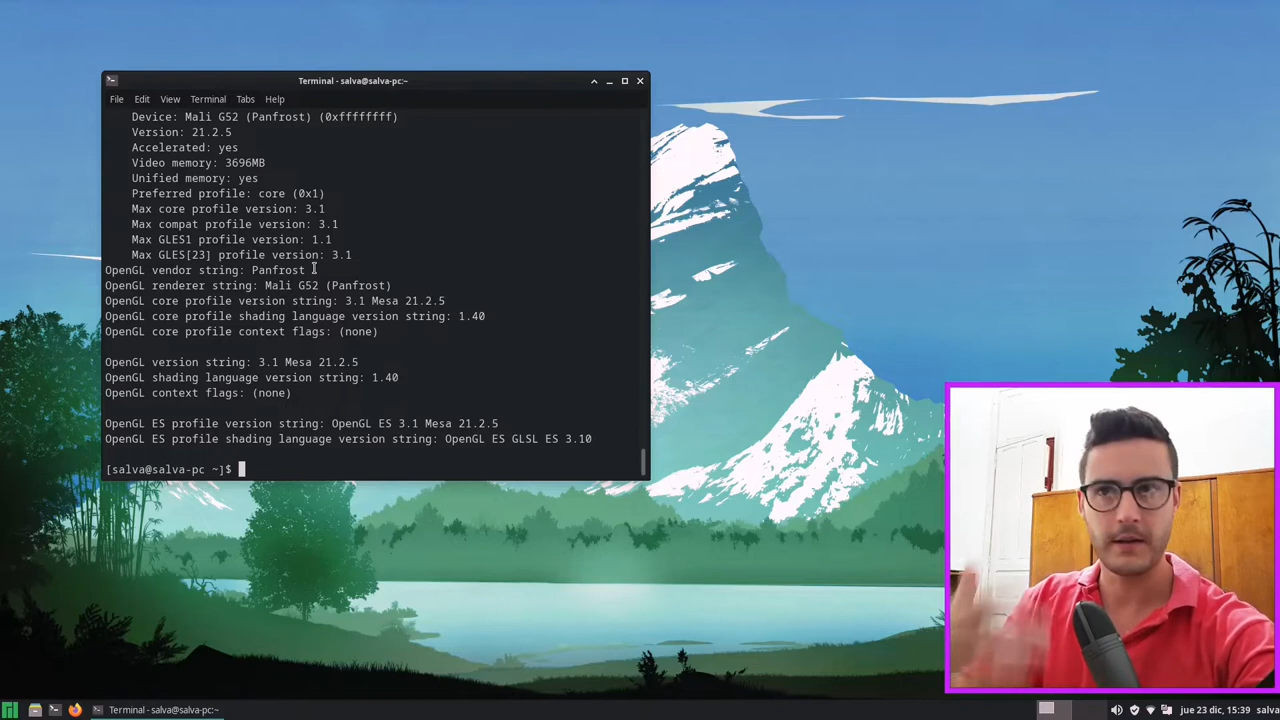 Terminal - salva@salva-pc:~
File Edit View Terminal Tabs Help
Device: Mali G52 (Panfrost) (0xffffffff)
Version: 21.2.5
Accelerated: yes
Video memory: 3696MB
Unified memory: yes
Preferred profile: core (0x1)
Max core profile version: 3.1
Max compat profile version: 3.1
Max GLES1 profile version: 1.1
Max GLES[23] profile version: 3.1
OpenGL vendor string: Panfrost
OpenGL renderer string: Mali G52 (Panfrost)
OpenGL core profile version string: 3.1 Mesa 21.2.5
OpenGL core profile shading language version string: 1.40
OpenGL core profile context flags: (none)
OpenGL version string: 3.1 Mesa 21.2.5
OpenGL shading language version string: 1.40
OpenGL context flags: (none)
OpenGL ES profile version string: OpenGL ES 3.1 Mesa 21.2.5
OpenGL ES profile shading language version string: OpenGL ES GLSL ES 3.10
[salva@salva-pc ~]$
Terminal - salva@salva-pc:~
jue 23 dic, 15:39 salva